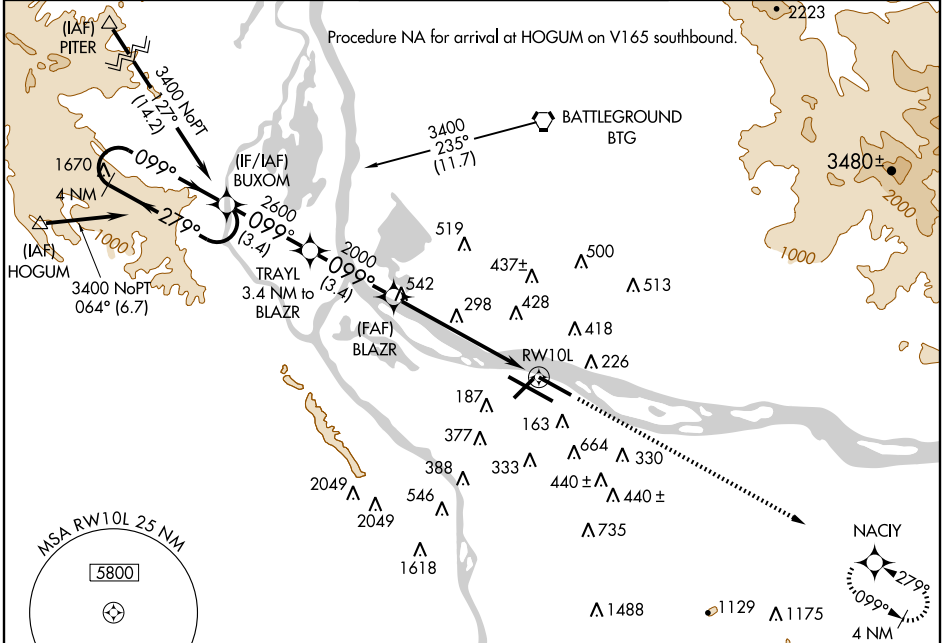 (IAF)
PITER
3400 NoPT
127°
(14.2)
Procedure NA for arrival at HOGUM on V165 southbound.
2223
BATTLEGROUND
BTG
3400
235°
(11.7)
3480±
2000
1000
1670
4 NM
099°
279°
(IF/IAF)
BUXOM
(IAF)
HOGUM
1000
3400 NoPT
064° (6.7)
2600
099°
(3.4)
TRAYL
3.4 NM to
BLAZR
2000
099°
(3.4)
542
(FAF)
BLAZR
519
437±
500
513
298
428
418
226
RW10L
187
163
377
664
330
388
333
440±
440±
2049
2049
546
735
1618
1488
1129
1175
NACIY
279°
099°
4 NM
MSA RW10L 25 NM
5800